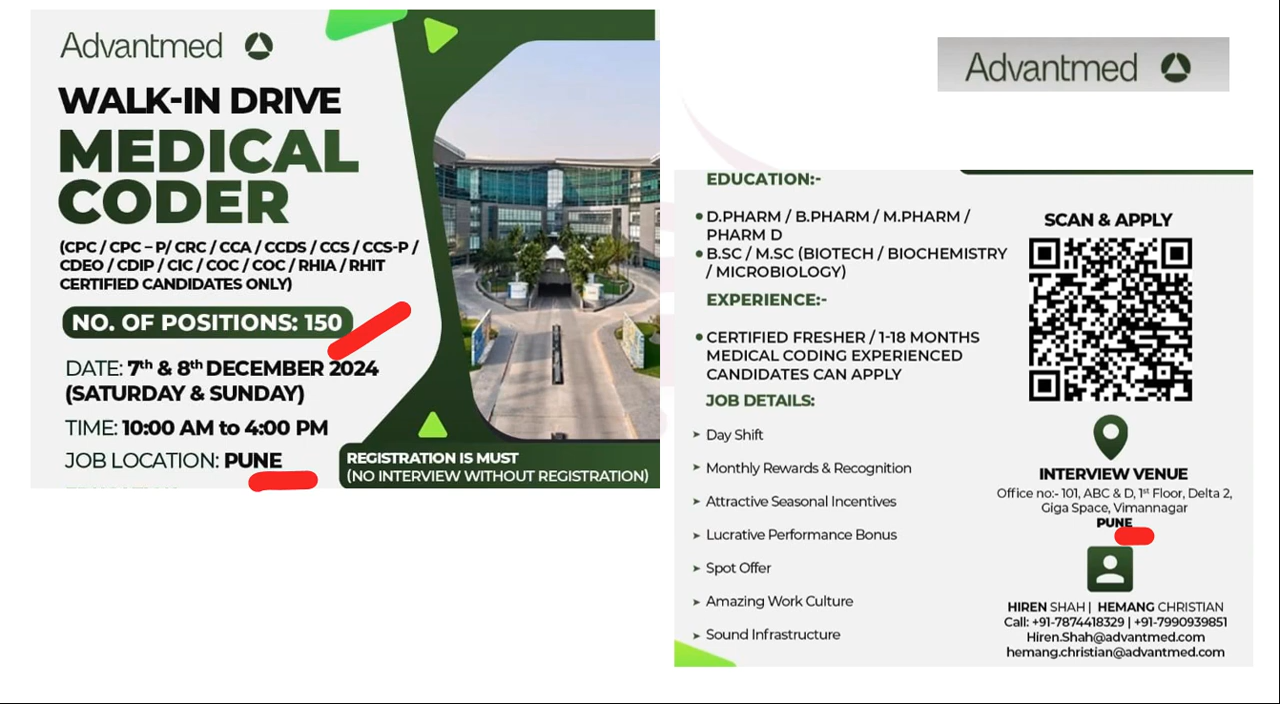 Advantmed
WALK-IN DRIVE
MEDICAL
CODER
(CPC / CPC – P/ CRC / CCA / CCDS / CCS / CCS-P /
CDEO / CDIP / CIC / COC / COC / RHIA / RHIT
CERTIFIED CANDIDATES ONLY)
NO. OF POSITIONS: 150
DATE: 7th & 8th DECEMBER 2024
(SATURDAY & SUNDAY)
TIME: 10:00 AM to 4:00 PM
JOB LOCATION: PUNE
REGISTRATION IS MUST
(NO INTERVIEW WITHOUT REGISTRATION)
Advantmed
EDUCATION:-
D.PHARM / B.PHARM / M.PHARM /
PHARM D
B.SC / M.SC (BIOTECH / BIOCHEMISTRY
/ MICROBIOLOGY)
EXPERIENCE:-
CERTIFIED FRESHER / 1-18 MONTHS
MEDICAL CODING EXPERIENCED
CANDIDATES CAN APPLY
JOB DETAILS:
Day Shift
Monthly Rewards & Recognition
Attractive Seasonal Incentives
Lucrative Performance Bonus
Spot Offer
Amazing Work Culture
Sound Infrastructure
SCAN & APPLY
INTERVIEW VENUE
Office no:- 101, ABC & D, 1st Floor, Delta 2,
Giga Space, Vimannagar
PUNE
HIREN SHAH | HEMANG CHRISTIAN
Call: +91-7874418329 | +91-7990939851
Hiren.Shah@advantmed.com
hemang.christian@advantmed.com